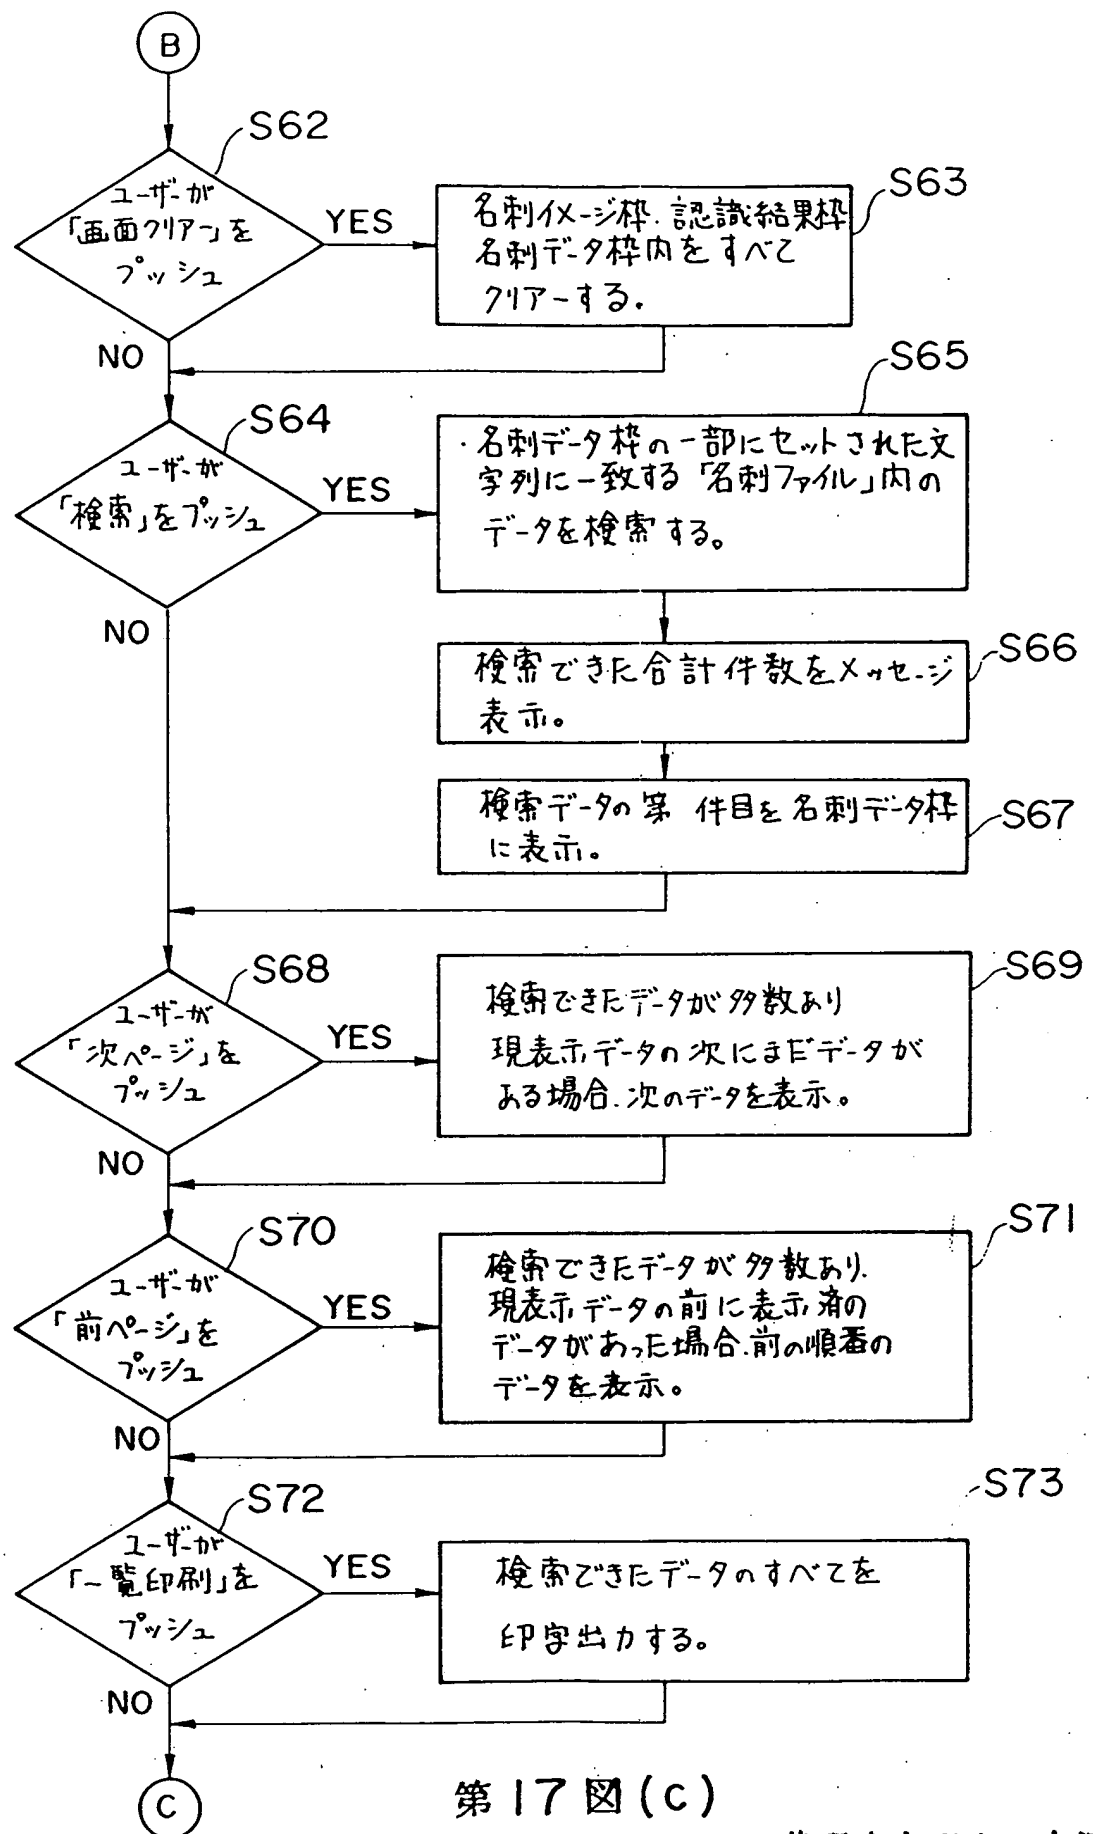 B
S62
ユーザーが
「画面クリアー」を
プッシュ
YES
NO
S63
名刺イメージ枠.認識結果枠
名刺データ枠内をすべて
クリアーする.
S64
ユーザーが
「検索」をプッシュ
YES
NO
S65
・名刺データ枠の一部にセットされた文
字列に一致する「名刺ファイル」内の
データを検索する。
S66
検索できた合計件数をメッセージ
表示。
S67
検索データの第 件目を名刺データ枠
に表示。
S68
ユーザーが
「次ページ」を
プッシュ
YES
NO
S69
検索できたデータが多数あり
現表示データの次にまだデータが
ある場合.次のデータを表示。
S70
ユーザーが
「前ページ」を
プッシュ
YES
NO
S71
検索できたデータが多数あり.
現表示データの前に表示済の
データがあった場合.前の順番の
データを表示。
S72
ユーザーが
「一覧印刷」を
プッシュ
YES
NO
S73
検索できたデータのすべてを
印字出力する。
C
第17図(C)